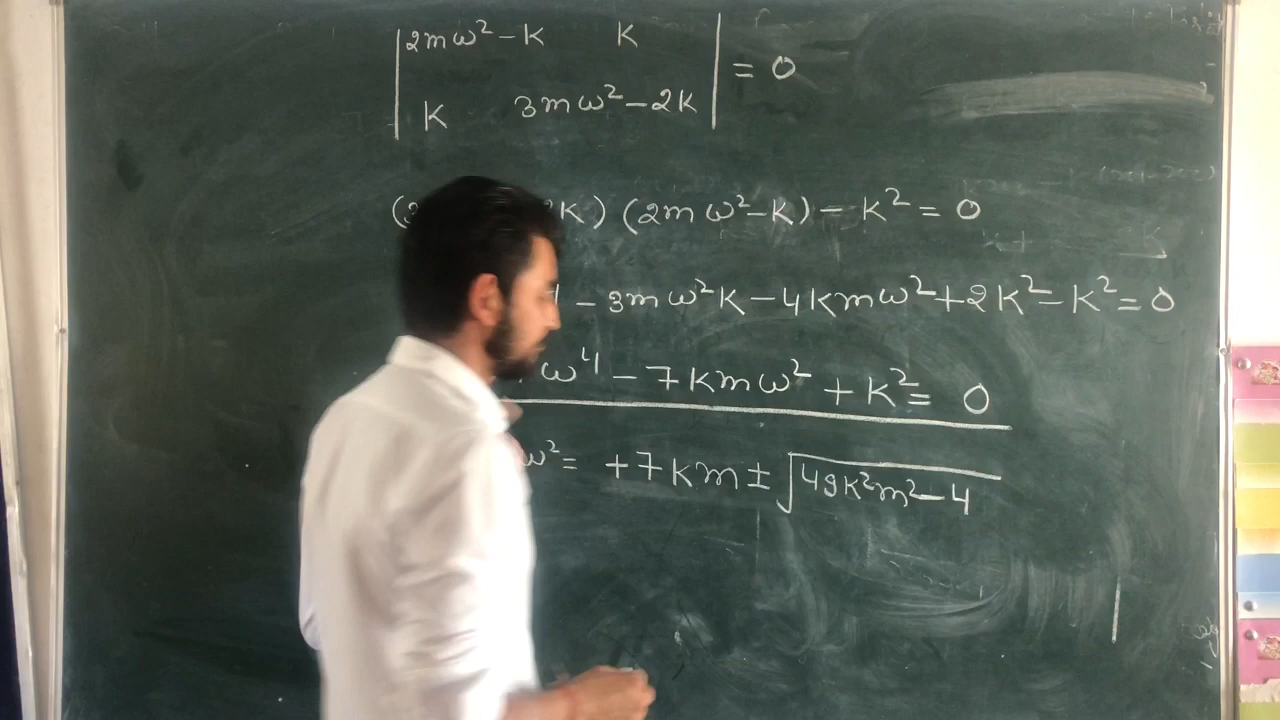 |2mω²-K K|
|K 3mω²-2K| = 0
K) (2mω²-K) - K² = 0
- 3mω²K - 4Kmω² + 2K² - K² = 0
ω⁴ - 7Kmω² + K² = 0
ω² = +7Km ± √49K²m²-4